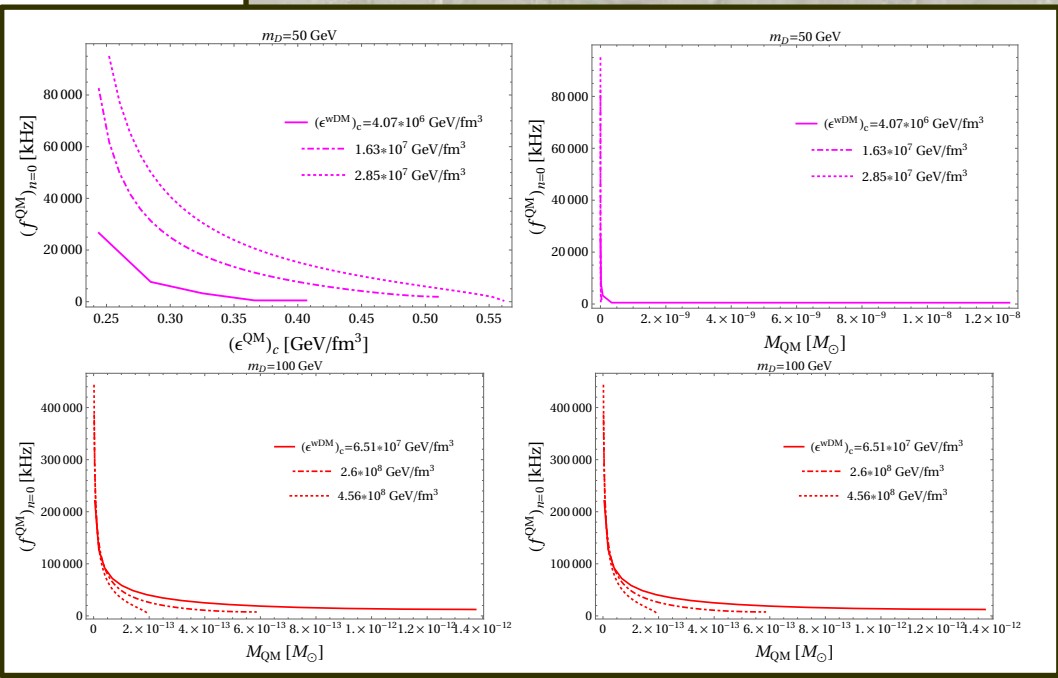 m_D=50 GeV
(f^QM)_{n=0} [kHz]
80 000
60 000
40 000
20 000
0
(ϵ^wDM)_c=4.07*10^6 GeV/fm^3
1.63*10^7 GeV/fm^3
2.85*10^7 GeV/fm^3
0.25 0.30 0.35 0.40 0.45 0.50 0.55
(ϵ^QM)_c [GeV/fm^3]
m_D=50 GeV
(f^QM)_{n=0} [kHz]
80 000
60 000
40 000
20 000
0
(ϵ^wDM)_c=4.07*10^6 GeV/fm^3
1.63*10^7 GeV/fm^3
2.85*10^7 GeV/fm^3
0 2.×10^-9 4.×10^-9 6.×10^-9 8.×10^-9 1.×10^-8 1.2×10^-8
M_QM [M_⊙]
m_D=100 GeV
(f^QM)_{n=0} [kHz]
400 000
300 000
200 000
100 000
0
(ϵ^wDM)_c=6.51*10^7 GeV/fm^3
2.6*10^8 GeV/fm^3
4.56*10^8 GeV/fm^3
0 2.×10^-13 4.×10^-13 6.×10^-13 8.×10^-13 1.×10^-12 1.2×10^-12 1.4×10^-12
M_QM [M_⊙]
m_D=100 GeV
(f^QM)_{n=0} [kHz]
400 000
300 000
200 000
100 000
0
(ϵ^wDM)_c=6.51*10^7 GeV/fm^3
2.6*10^8 GeV/fm^3
4.56*10^8 GeV/fm^3
0 2.×10^-13 4.×10^-13 6.×10^-13 8.×10^-13 1.×10^-12 1.2×10^-12 1.4×10^-12
M_QM [M_⊙]